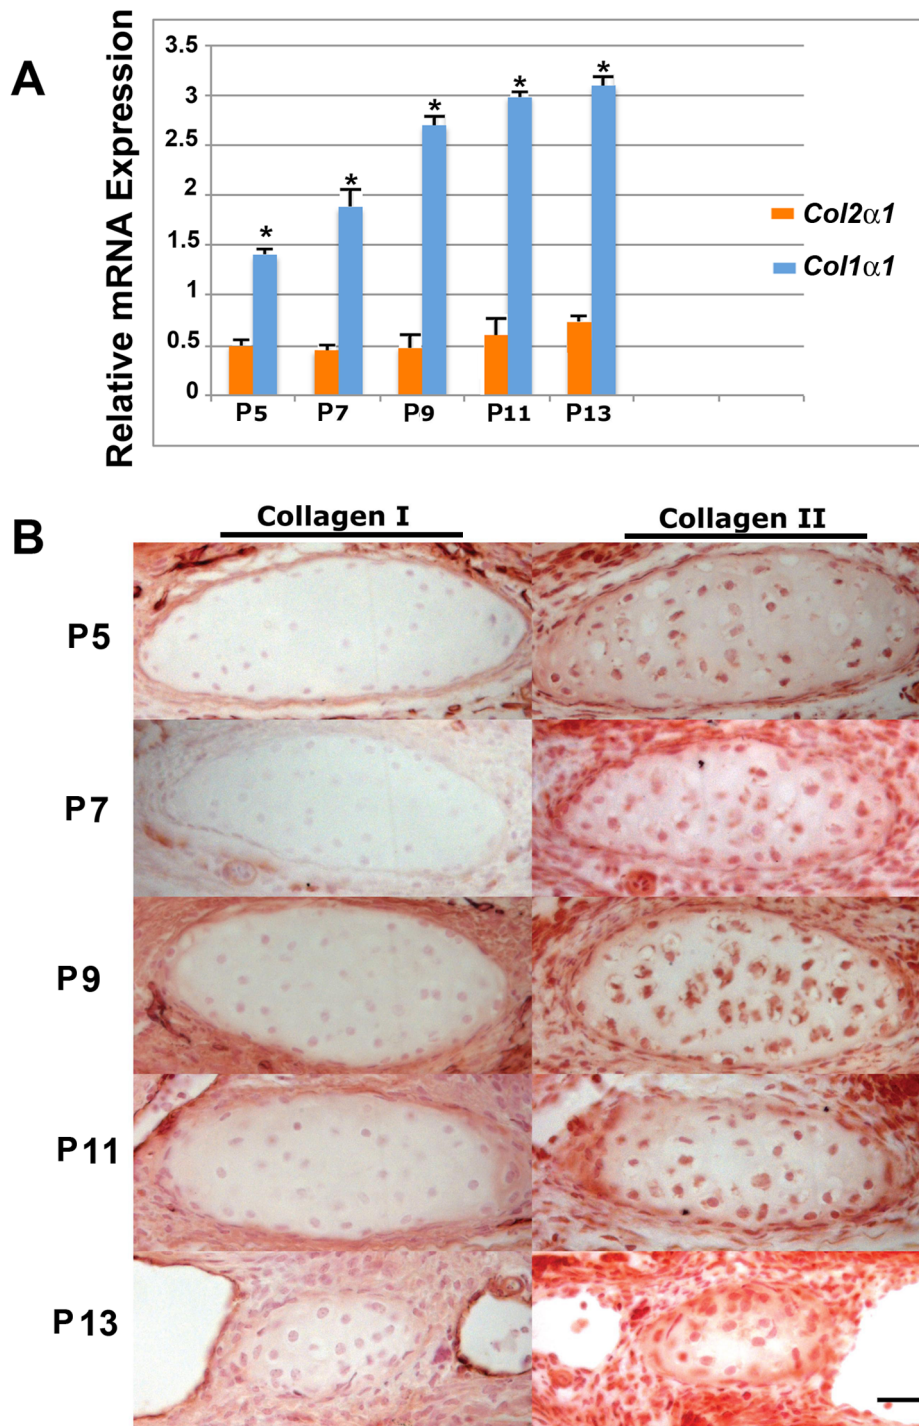 A
Relative mRNA Expression
3.5
3
2.5
2
1.5
1
0.5
0
* * * * *
P5 P7 P9 P11 P13
Col2α1
Col1α1
B
Collagen I Collagen II
P5
P7
P9
P11
P13